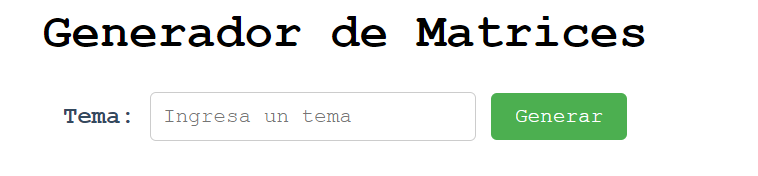 Generador de Matrices
Tema: Ingresa un tema Generar